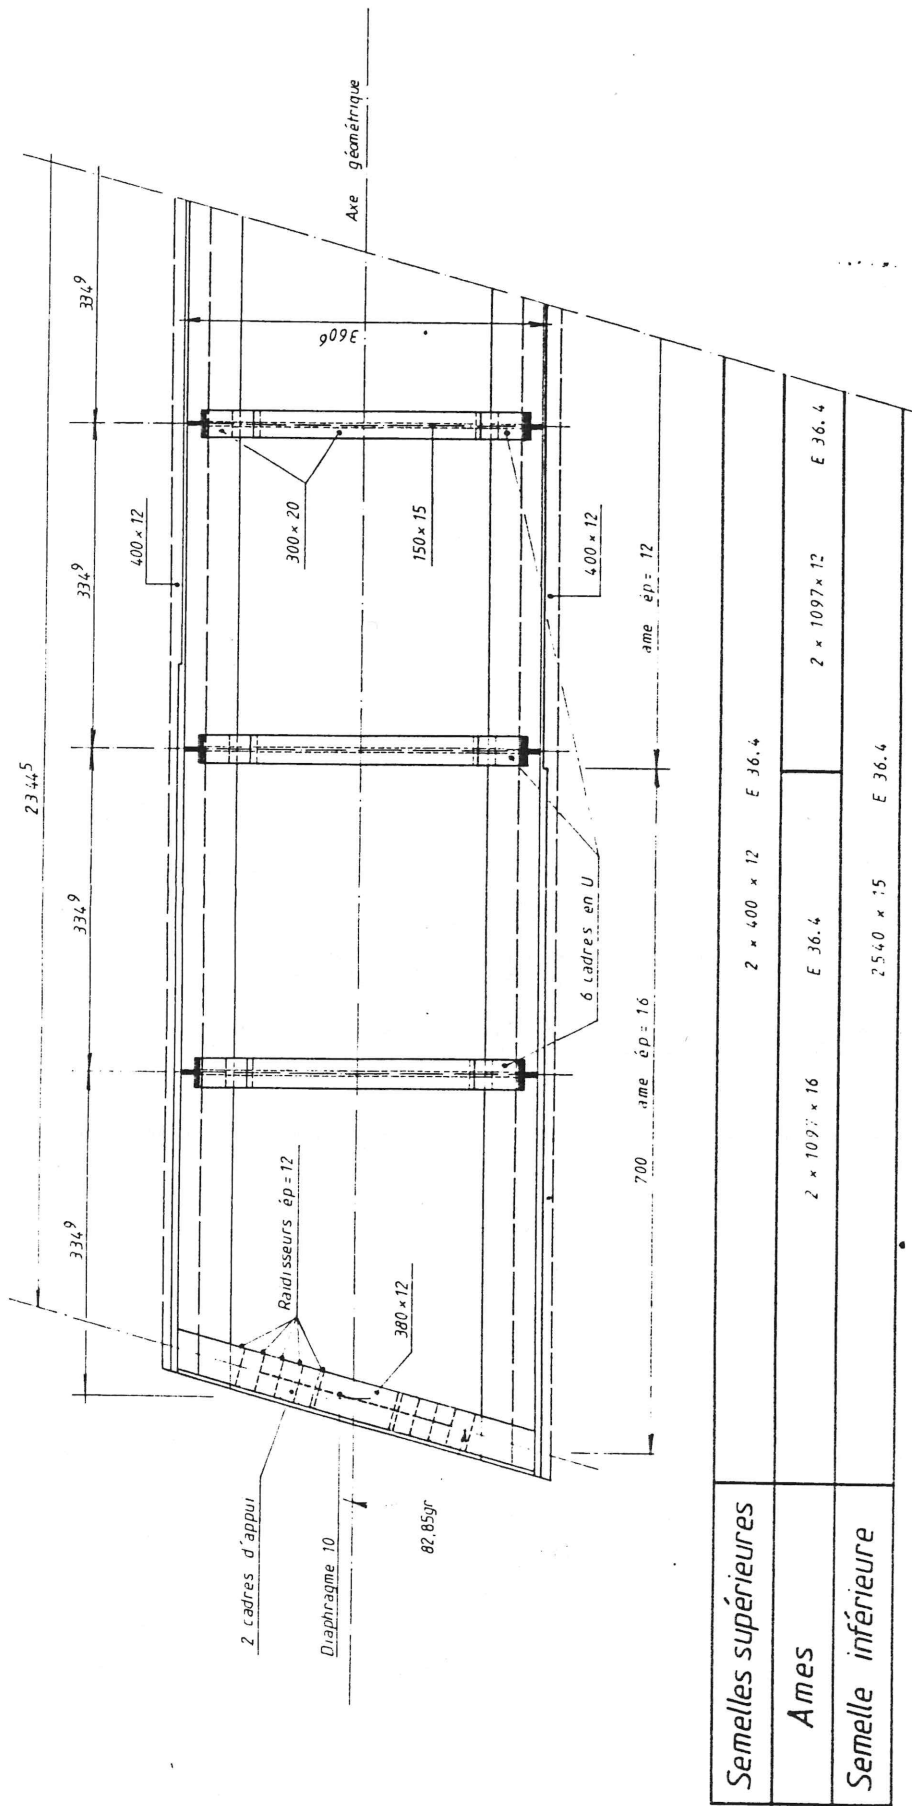 23 44⁵
334⁹
334⁹
334⁹
334⁹
Axe géométrique
3606
400 × 12
300 × 20
150 × 15
400 × 12
Raidisseurs ép = 12
380 × 12
2 cadres d'appui
Diaphragme 10
82,85gr
6 cadres en U
700 ame ép = 16
ame ép = 12
Semelles supérieures 2 × 400 × 12 E 36.4
Ames 2 × 1097 × 16 E 36.4 2 × 1097 × 12 E 36.4
Semelle inférieure 2540 × 15 E 36.4